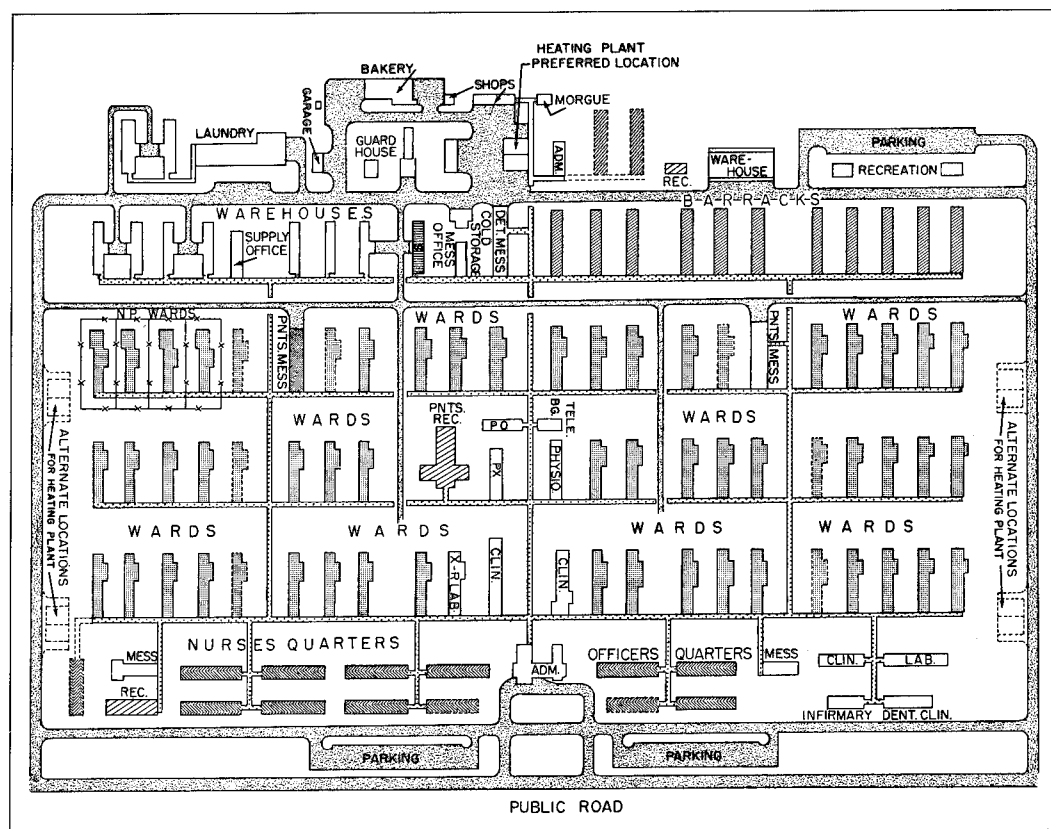 HEATING PLANT
PREFERRED LOCATION
BAKERY
SHOPS
MORGUE
GARAGE
LAUNDRY
GUARD
HOUSE
ADM.
REC.
WARE-
HOUSE
PARKING
RECREATION
WAREHOUSES
SUPPLY
OFFICE
MESS
OFFICE
COLD
STORAGE
DET. MESS
BARRACKS
N.P. WARDS
PNTS. MESS
WARDS
PNTS. MESS
WARDS
WARDS
PNTS.
REC.
P O
TELE.
BG.
WARDS
PX
PHYSIO.
ALTERNATE LOCATIONS
FOR HEATING PLANT
ALTERNATE LOCATIONS
FOR HEATING PLANT
WARDS
WARDS
WARDS
WARDS
X-R LAB.
CLIN.
CLIN.
NURSES QUARTERS
MESS
REC.
ADM.
OFFICERS QUARTERS
MESS
CLIN.
LAB.
INFIRMARY
DENT. CLIN.
PARKING
PARKING
PUBLIC ROAD